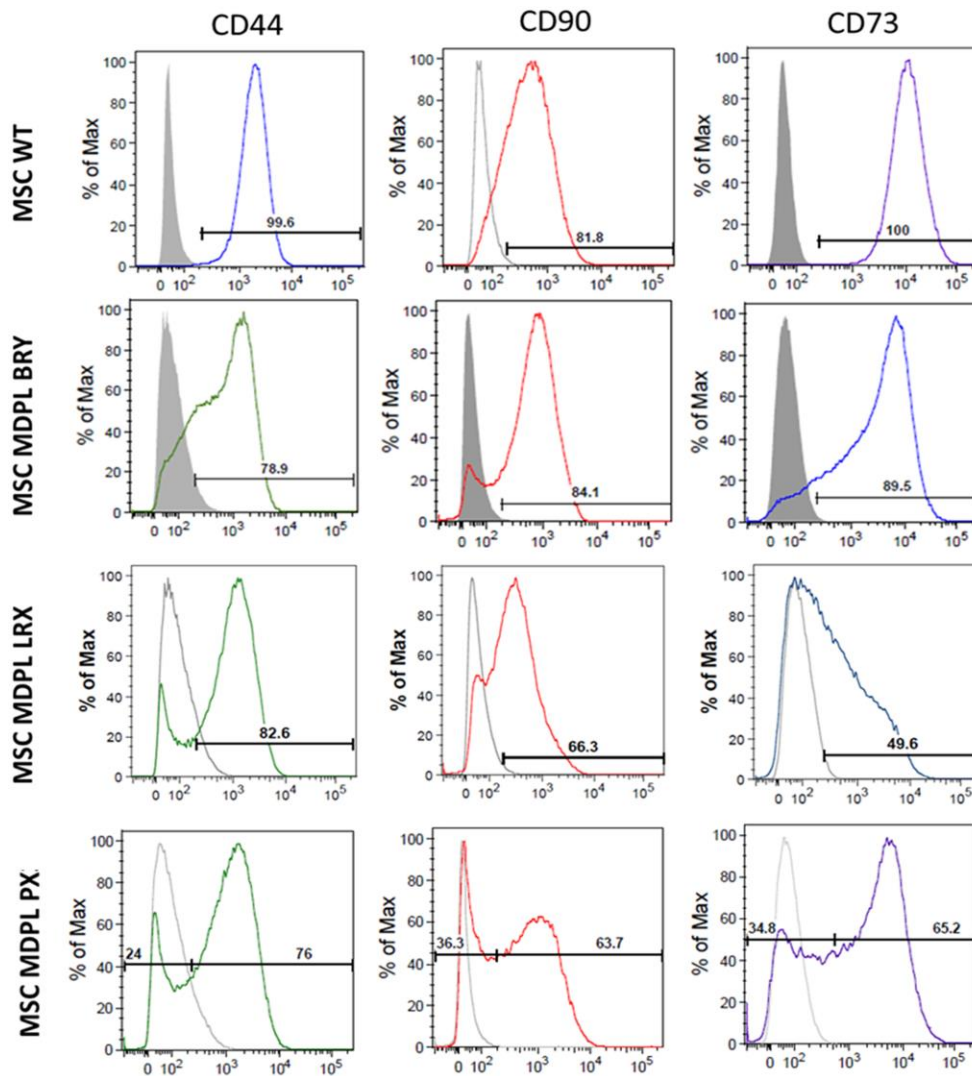 CD44 CD90 CD73
MSC WT
% of Max
100
80
60
40
20
0
99.6
0 10² 10³ 10⁴ 10⁵
% of Max
100
80
60
40
20
0
81.8
0 10² 10³ 10⁴ 10⁵
% of Max
100
80
60
40
20
0
100
0 10² 10³ 10⁴ 10⁵
MSC MDPL BRY
% of Max
100
80
60
40
20
0
78.9
0 10² 10³ 10⁴ 10⁵
% of Max
100
80
60
40
20
0
84.1
0 10² 10³ 10⁴ 10⁵
% of Max
100
80
60
40
20
0
89.5
0 10² 10³ 10⁴ 10⁵
MSC MDPL LRX
% of Max
100
80
60
40
20
0
82.6
0 10² 10³ 10⁴ 10⁵
% of Max
100
80
60
40
20
0
66.3
0 10² 10³ 10⁴ 10⁵
% of Max
100
80
60
40
20
0
49.6
0 10² 10³ 10⁴ 10⁵
MSC MDPL PX
% of Max
100
80
60
40
20
0
24 76
0 10² 10³ 10⁴ 10⁵
% of Max
100
80
60
40
20
0
36.3 63.7
0 10² 10³ 10⁴ 10⁵
% of Max
100
80
60
40
20
0
34.8 65.2
0 10² 10³ 10⁴ 10⁵